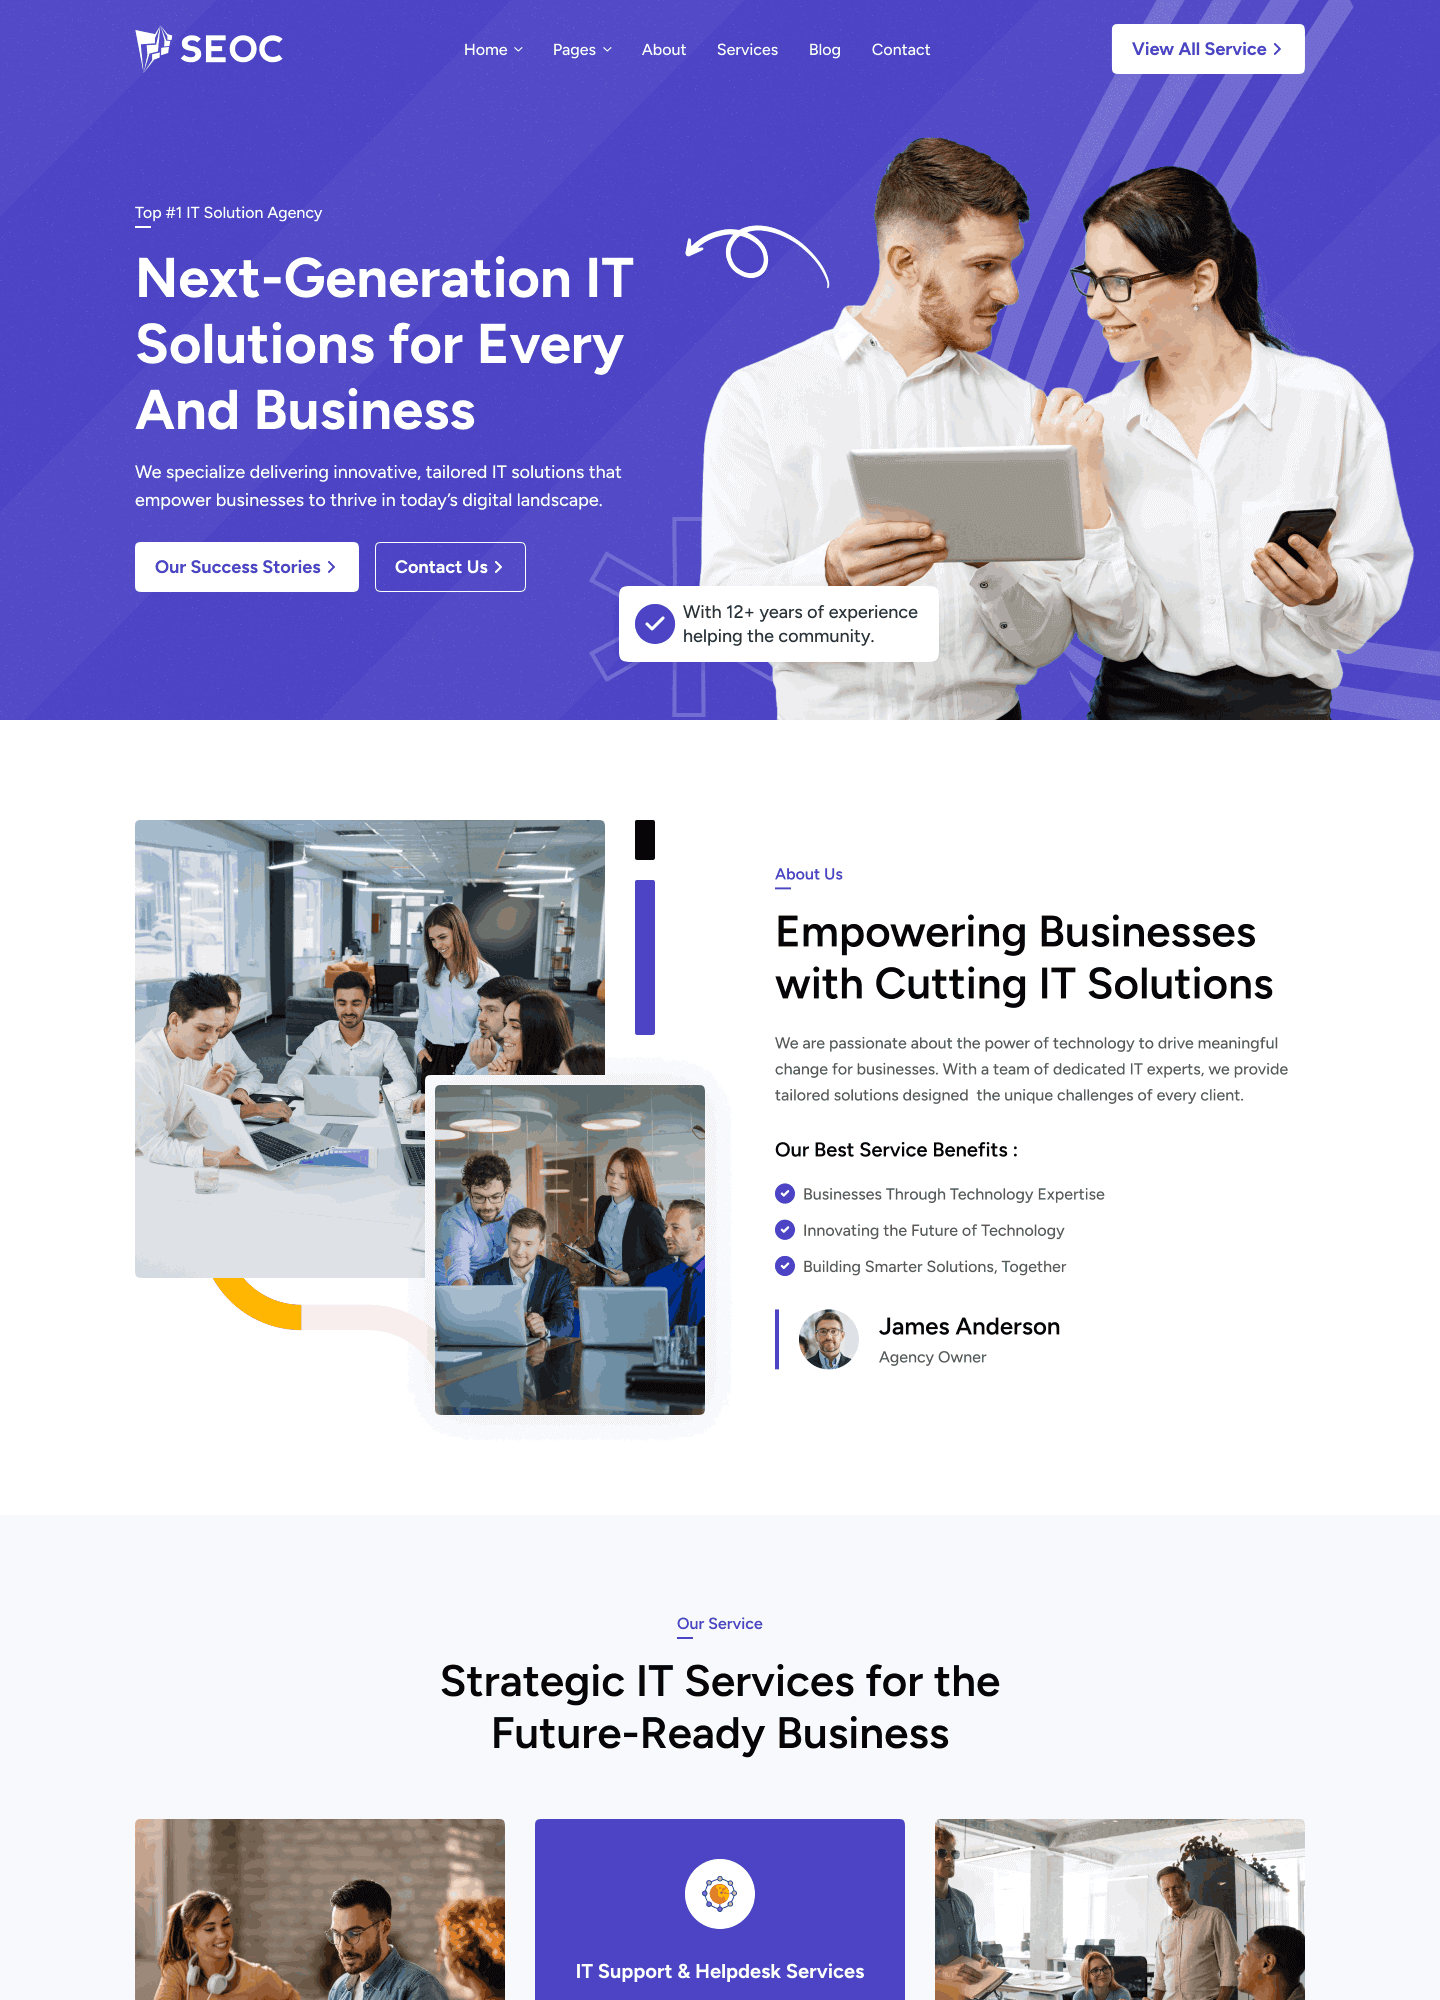 SEOC
Home
Pages
About
Services
Blog
Contact
View All Service
Top #1 IT Solution Agency
Next-Generation IT
Solutions for Every
And Business
We specialize delivering innovative, tailored IT solutions that
empower businesses to thrive in today’s digital landscape.
Our Success Stories
Contact Us
With 12+ years of experience
helping the community.
About Us
Empowering Businesses
with Cutting IT Solutions
We are passionate about the power of technology to drive meaningful
change for businesses. With a team of dedicated IT experts, we provide
tailored solutions designed  the unique challenges of every client.
Our Best Service Benefits :
Businesses Through Technology Expertise
Innovating the Future of Technology
Building Smarter Solutions, Together
James Anderson
Agency Owner
Our Service
Strategic IT Services for the
Future-Ready Business
IT Support & Helpdesk Services